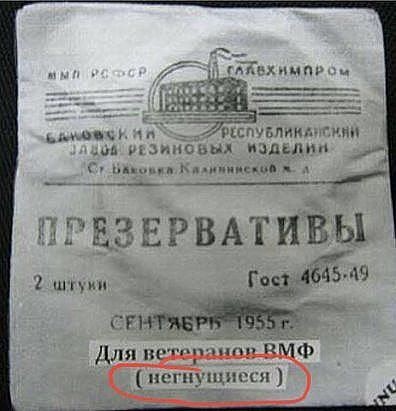 ММП РСФСР ГЛАВХИМПРОМ
БАКОВСКИЙ РЕСПУБЛИКАНСКИЙ
ЗАВОД РЕЗИНОВЫХ ИЗДЕЛИЙ
Ст. Баковка Калининской ж. д
ПРЕЗЕРВАТИВЫ
2 штуки Гост 4645-49
СЕНТЯБРЬ 1955 г.
Для ветеранов ВМФ
( негнущиеся )